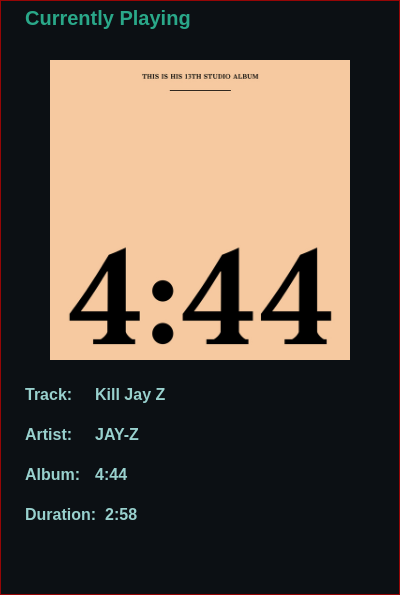 Currently Playing
THIS IS HIS 13TH STUDIO ALBUM
4:44
Track: Kill Jay Z
Artist: JAY-Z
Album: 4:44
Duration: 2:58